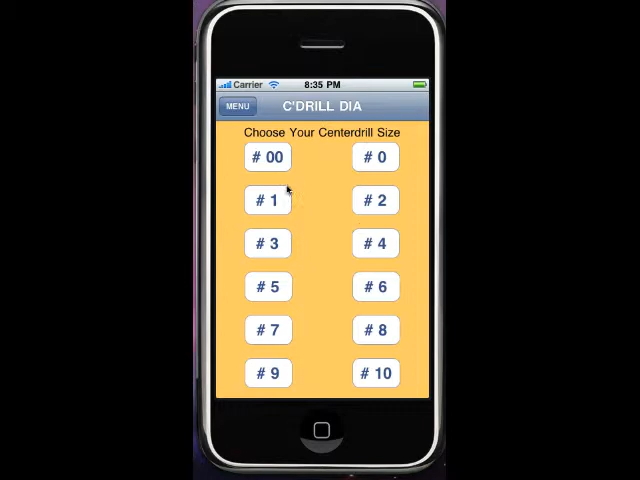 Carrier 8:35 PM
MENU C'DRILL DIA
Choose Your Centerdrill Size
# 00 # 0
# 1 # 2
# 3 # 4
# 5 # 6
# 7 # 8
# 9 # 10